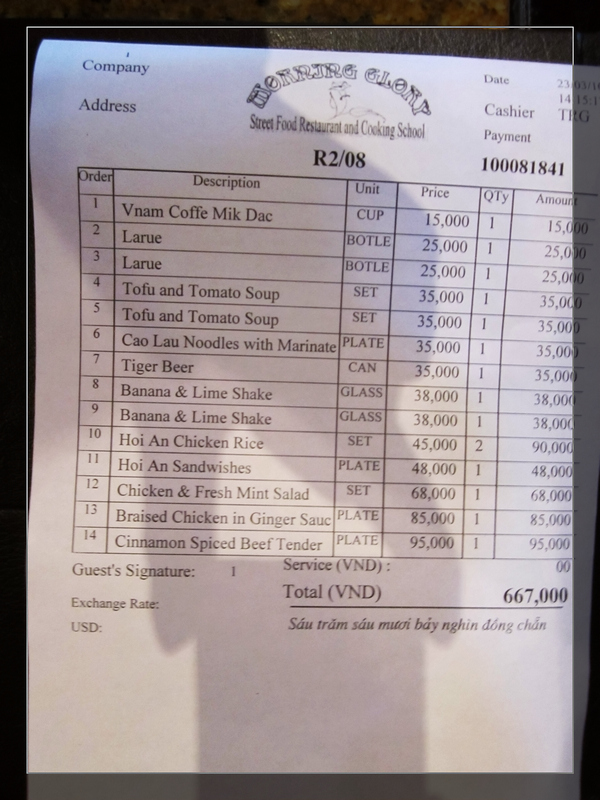 Company
Address
MORNING GLORY
Street Food Restaurant and Cooking School
Date 23/03/
14:15:1
Cashier TRG
Payment
R2/08 100081841
Order Description Unit Price QTy Amount
1 Vnam Coffe Mik Dac CUP 15,000 1 15,000
2 Larue BOTLE 25,000 1 25,000
3 Larue BOTLE 25,000 1 25,000
4 Tofu and Tomato Soup SET 35,000 1 35,000
5 Tofu and Tomato Soup SET 35,000 1 35,000
6 Cao Lau Noodles with Marinate PLATE 35,000 1 35,000
7 Tiger Beer CAN 35,000 1 35,000
8 Banana & Lime Shake GLASS 38,000 1 38,000
9 Banana & Lime Shake GLASS 38,000 1 38,000
10 Hoi An Chicken Rice SET 45,000 2 90,000
11 Hoi An Sandwishes PLATE 48,000 1 48,000
12 Chicken & Fresh Mint Salad SET 68,000 1 68,000
13 Braised Chicken in Ginger Sauc PLATE 85,000 1 85,000
14 Cinnamon Spiced Beef Tender PLATE 95,000 1 95,000
Guest's Signature: 1 Service (VND) : 00
Exchange Rate: Total (VND) 667,000
USD: Sáu trăm sáu mươi bảy nghìn đồng chẵn